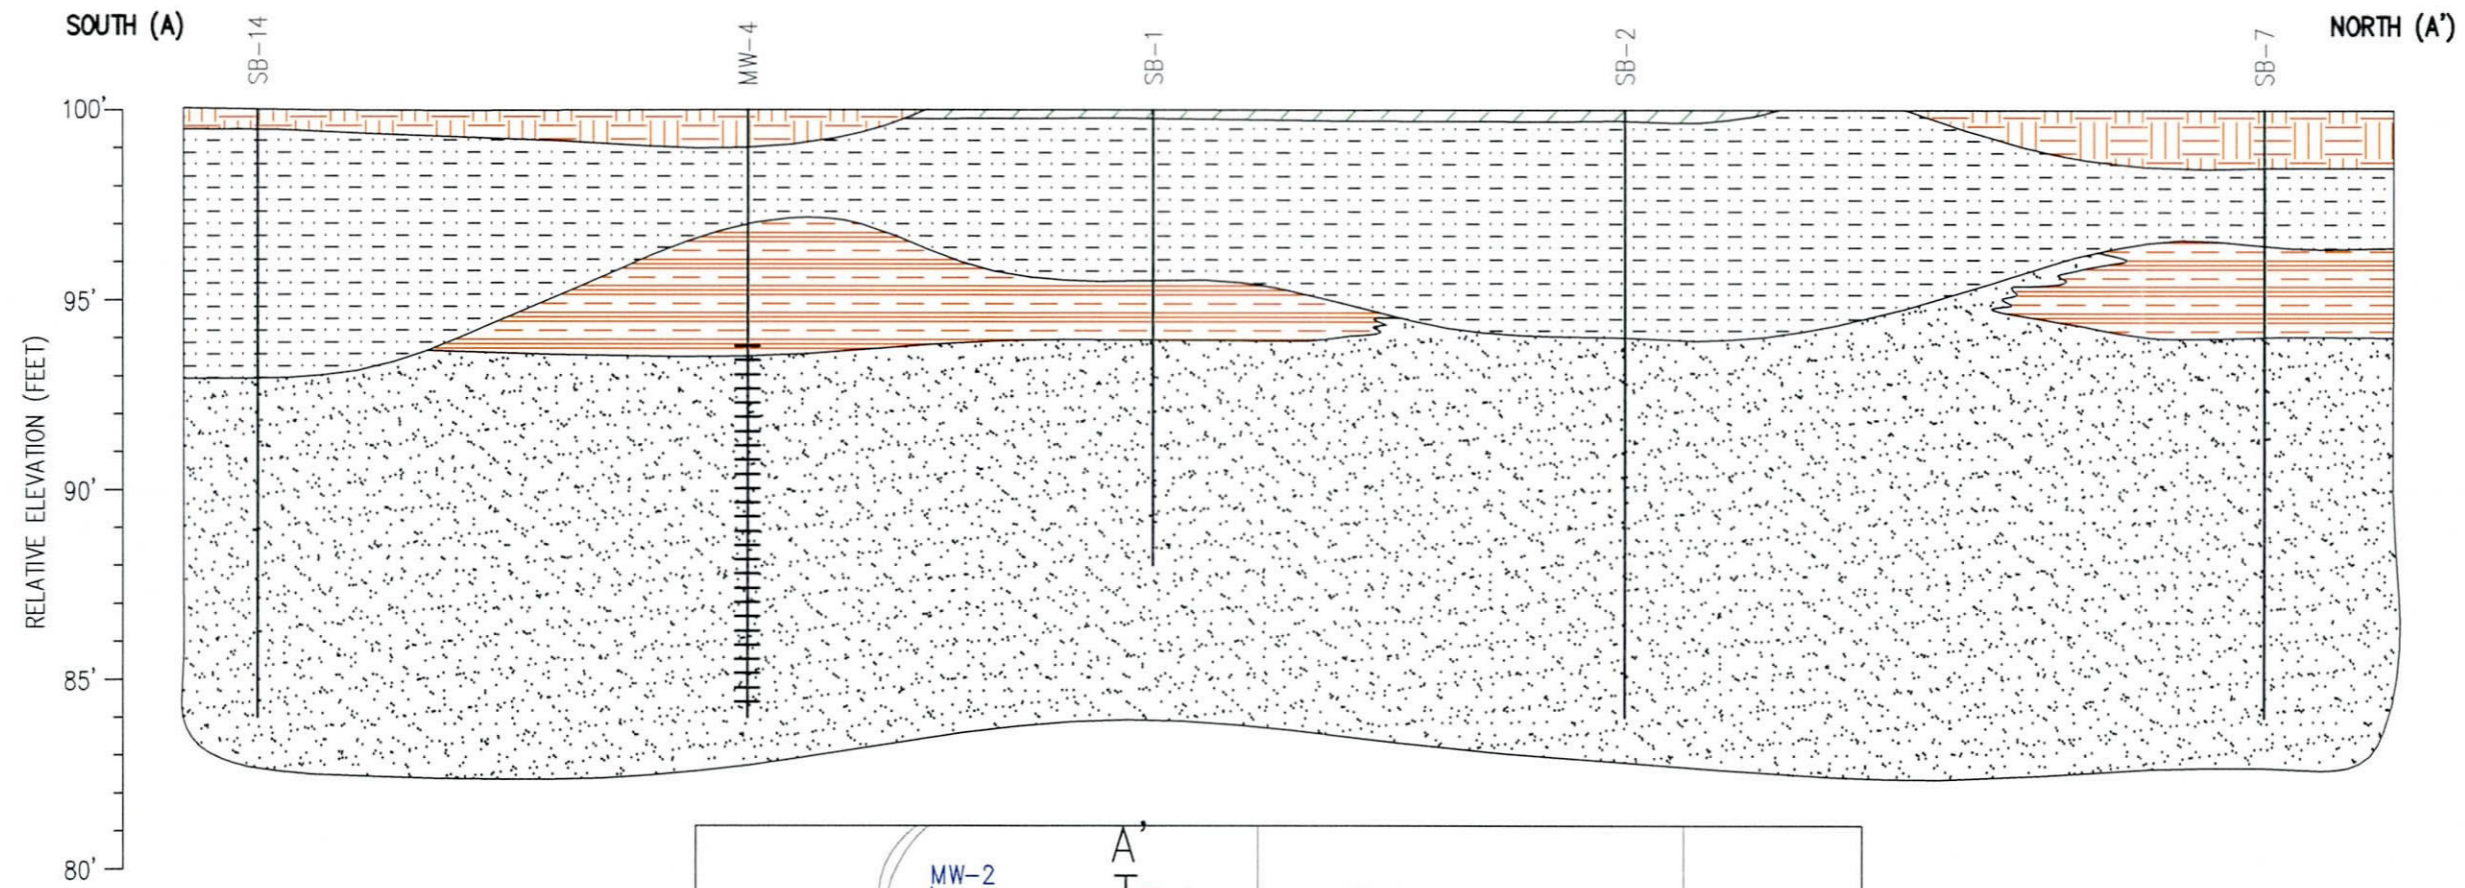 SOUTH (A)
SB-14
MW-4
SB-1
SB-2
SB-7
NORTH (A')
100'
95'
90'
85'
80'
RELATIVE ELEVATION (FEET)
A'
MW-2